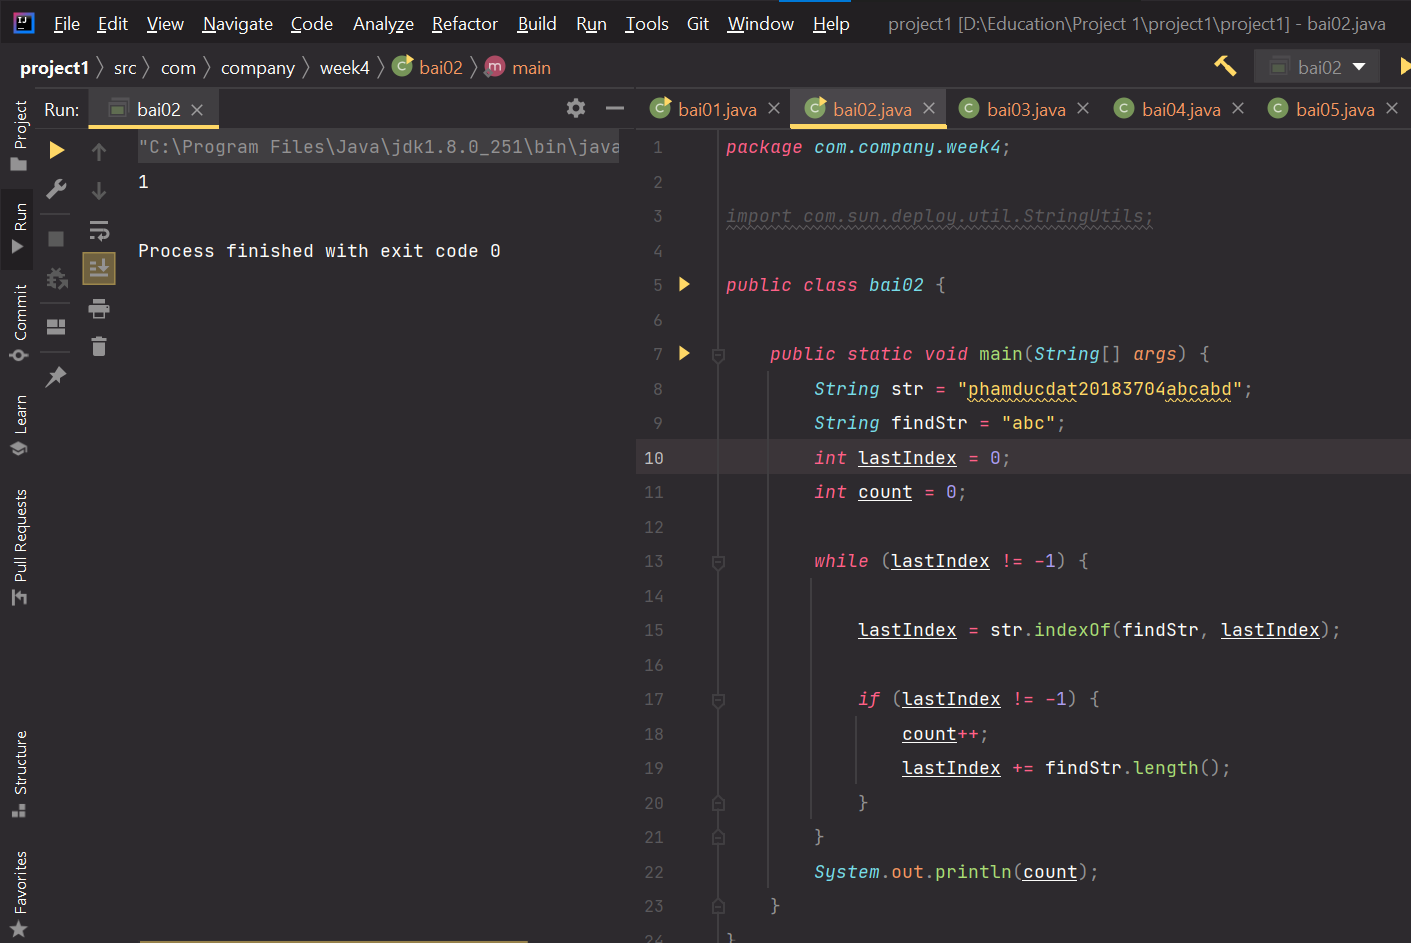 File Edit View Navigate Code Analyze Refactor Build Run Tools Git Window Help project1 [D:\Education\Project 1\project1\project1] - bai02.java
project1 src com company week4 bai02 main bai02
Run: bai02
bai01.java bai02.java bai03.java bai04.java bai05.java
"C:\Program Files\Java\jdk1.8.0_251\bin\java
1
Process finished with exit code 0
1 package com.company.week4;
2
3 import com.sun.deploy.util.StringUtils;
4
5 public class bai02 {
6
7 public static void main(String[] args) {
8 String str = "phamducdat20183704abcabd";
9 String findStr = "abc";
10 int lastIndex = 0;
11 int count = 0;
12
13 while (lastIndex != -1) {
14
15 lastIndex = str.indexOf(findStr, lastIndex);
16
17 if (lastIndex != -1) {
18 count++;
19 lastIndex += findStr.length();
20 }
21 }
22 System.out.println(count);
23 }
24 }
Project
Run
Commit
Learn
Pull Requests
Structure
Favorites